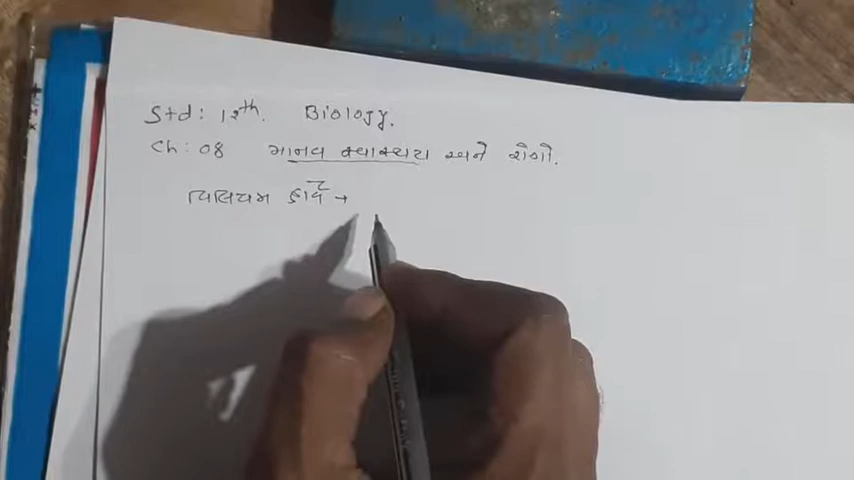 Std: 12th. Biology.
Ch: 08 માનવ સ્વાસ્થ્ય અને રોગો.
વિલિયમ હાર્વે →